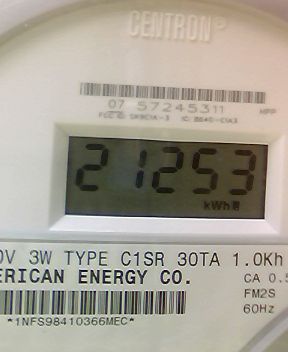 CENTRON®
07 57245311
21253
kWh
0V 3W TYPE C1SR 30TA 1.0Kh
ERICAN ENERGY CO.
CA 0.5
FM2S
60Hz
*1NFS98410366MEC*